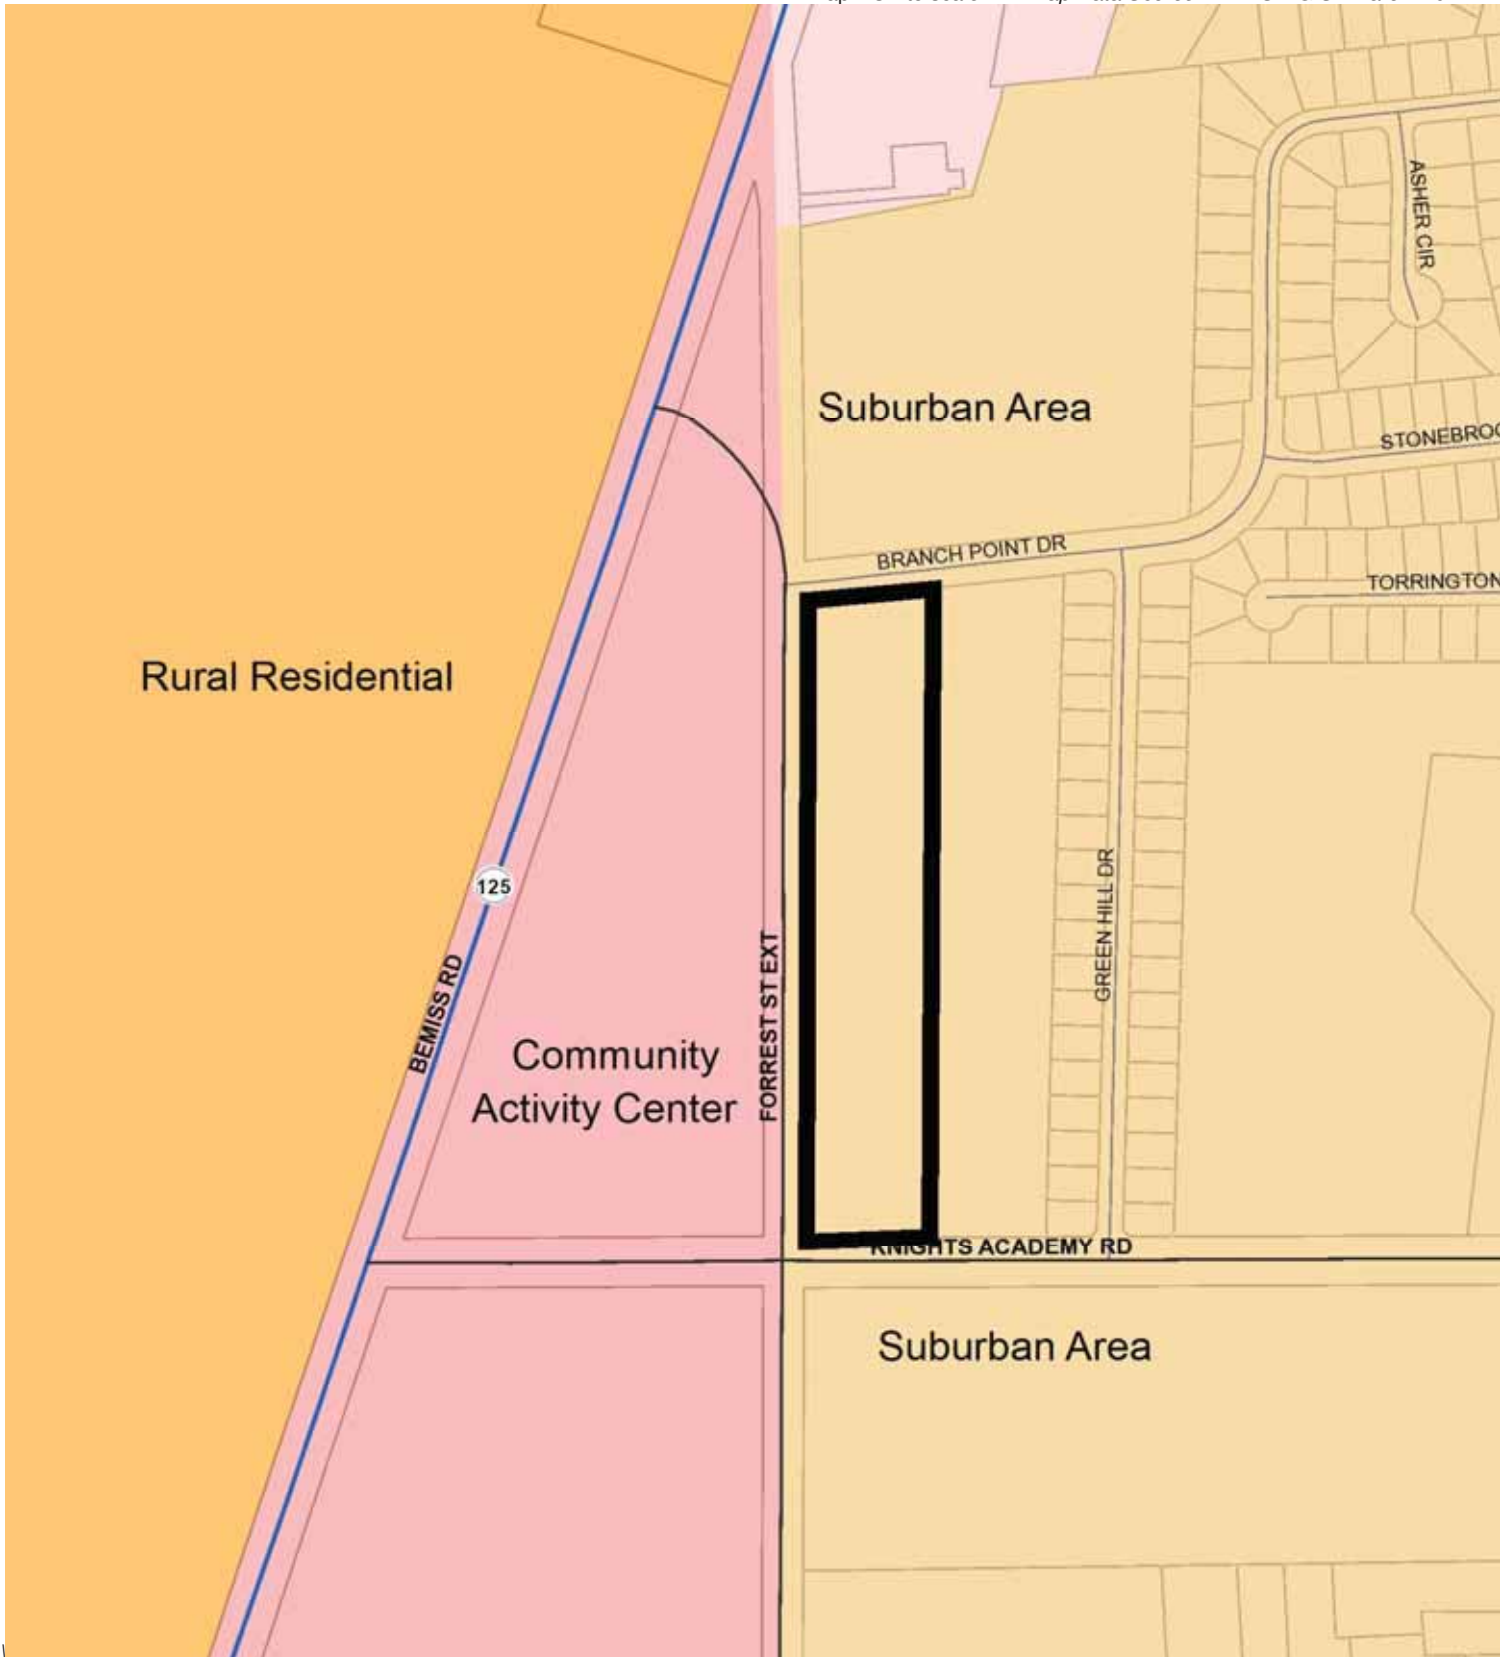 ASHER CIR
Suburban Area
STONEBROO
BRANCH POINT DR
TORRINGTON
Rural Residential
125
GREEN HILL DR
BEMISS RD
FORREST ST EXT
Community
Activity Center
KNIGHTS ACADEMY RD
Suburban Area